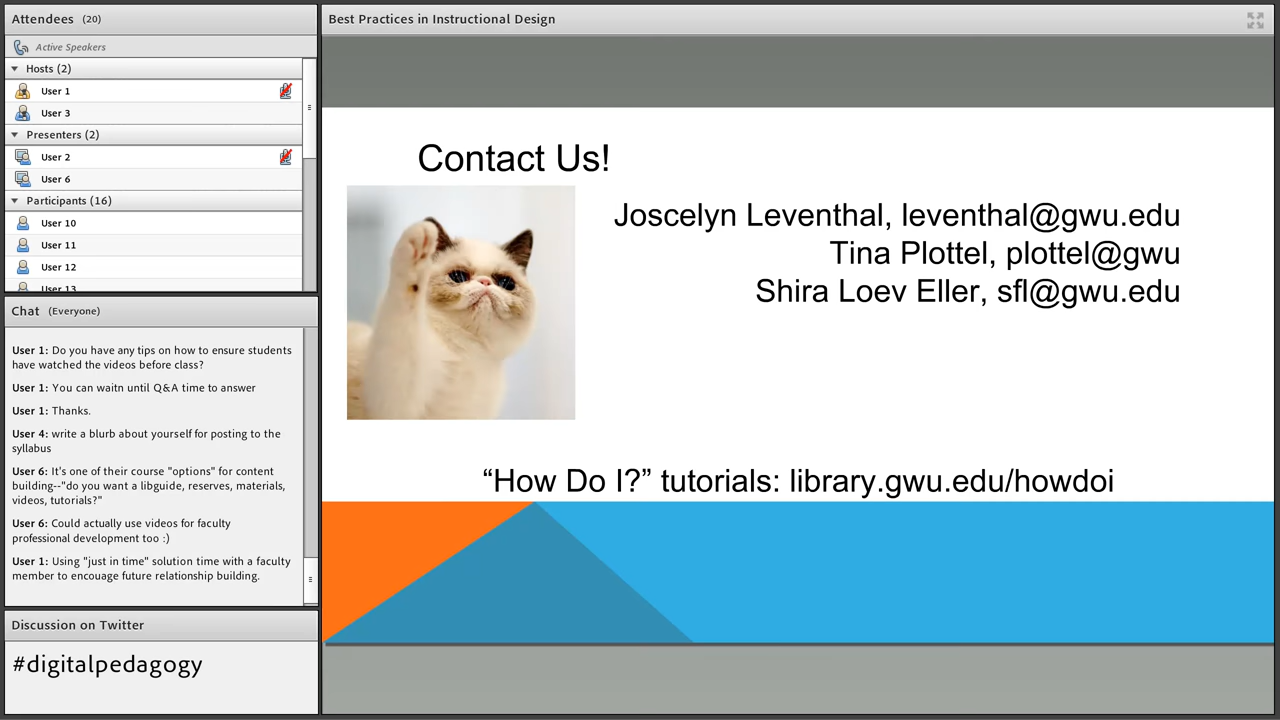 Attendees (20)
Active Speakers
Hosts (2)
User 1
User 3
Presenters (2)
User 2
User 6
Participants (16)
User 10
User 11
User 12
User 13
Chat (Everyone)
User 1: Do you have any tips on how to ensure students
have watched the videos before class?
User 1: You can waitn until Q&A time to answer
User 1: Thanks.
User 4: write a blurb about yourself for posting to the
syllabus
User 6: It's one of their course "options" for content
building--"do you want a libguide, reserves, materials,
videos, tutorials?"
User 6: Could actually use videos for faculty
professional development too :)
User 1: Using "just in time" solution time with a faculty
member to encouage future relationship building.
Discussion on Twitter
#digitalpedagogy
Best Practices in Instructional Design
Contact Us!
Joscelyn Leventhal, leventhal@gwu.edu
Tina Plottel, plottel@gwu
Shira Loev Eller, sfl@gwu.edu
“How Do I?” tutorials: library.gwu.edu/howdoi